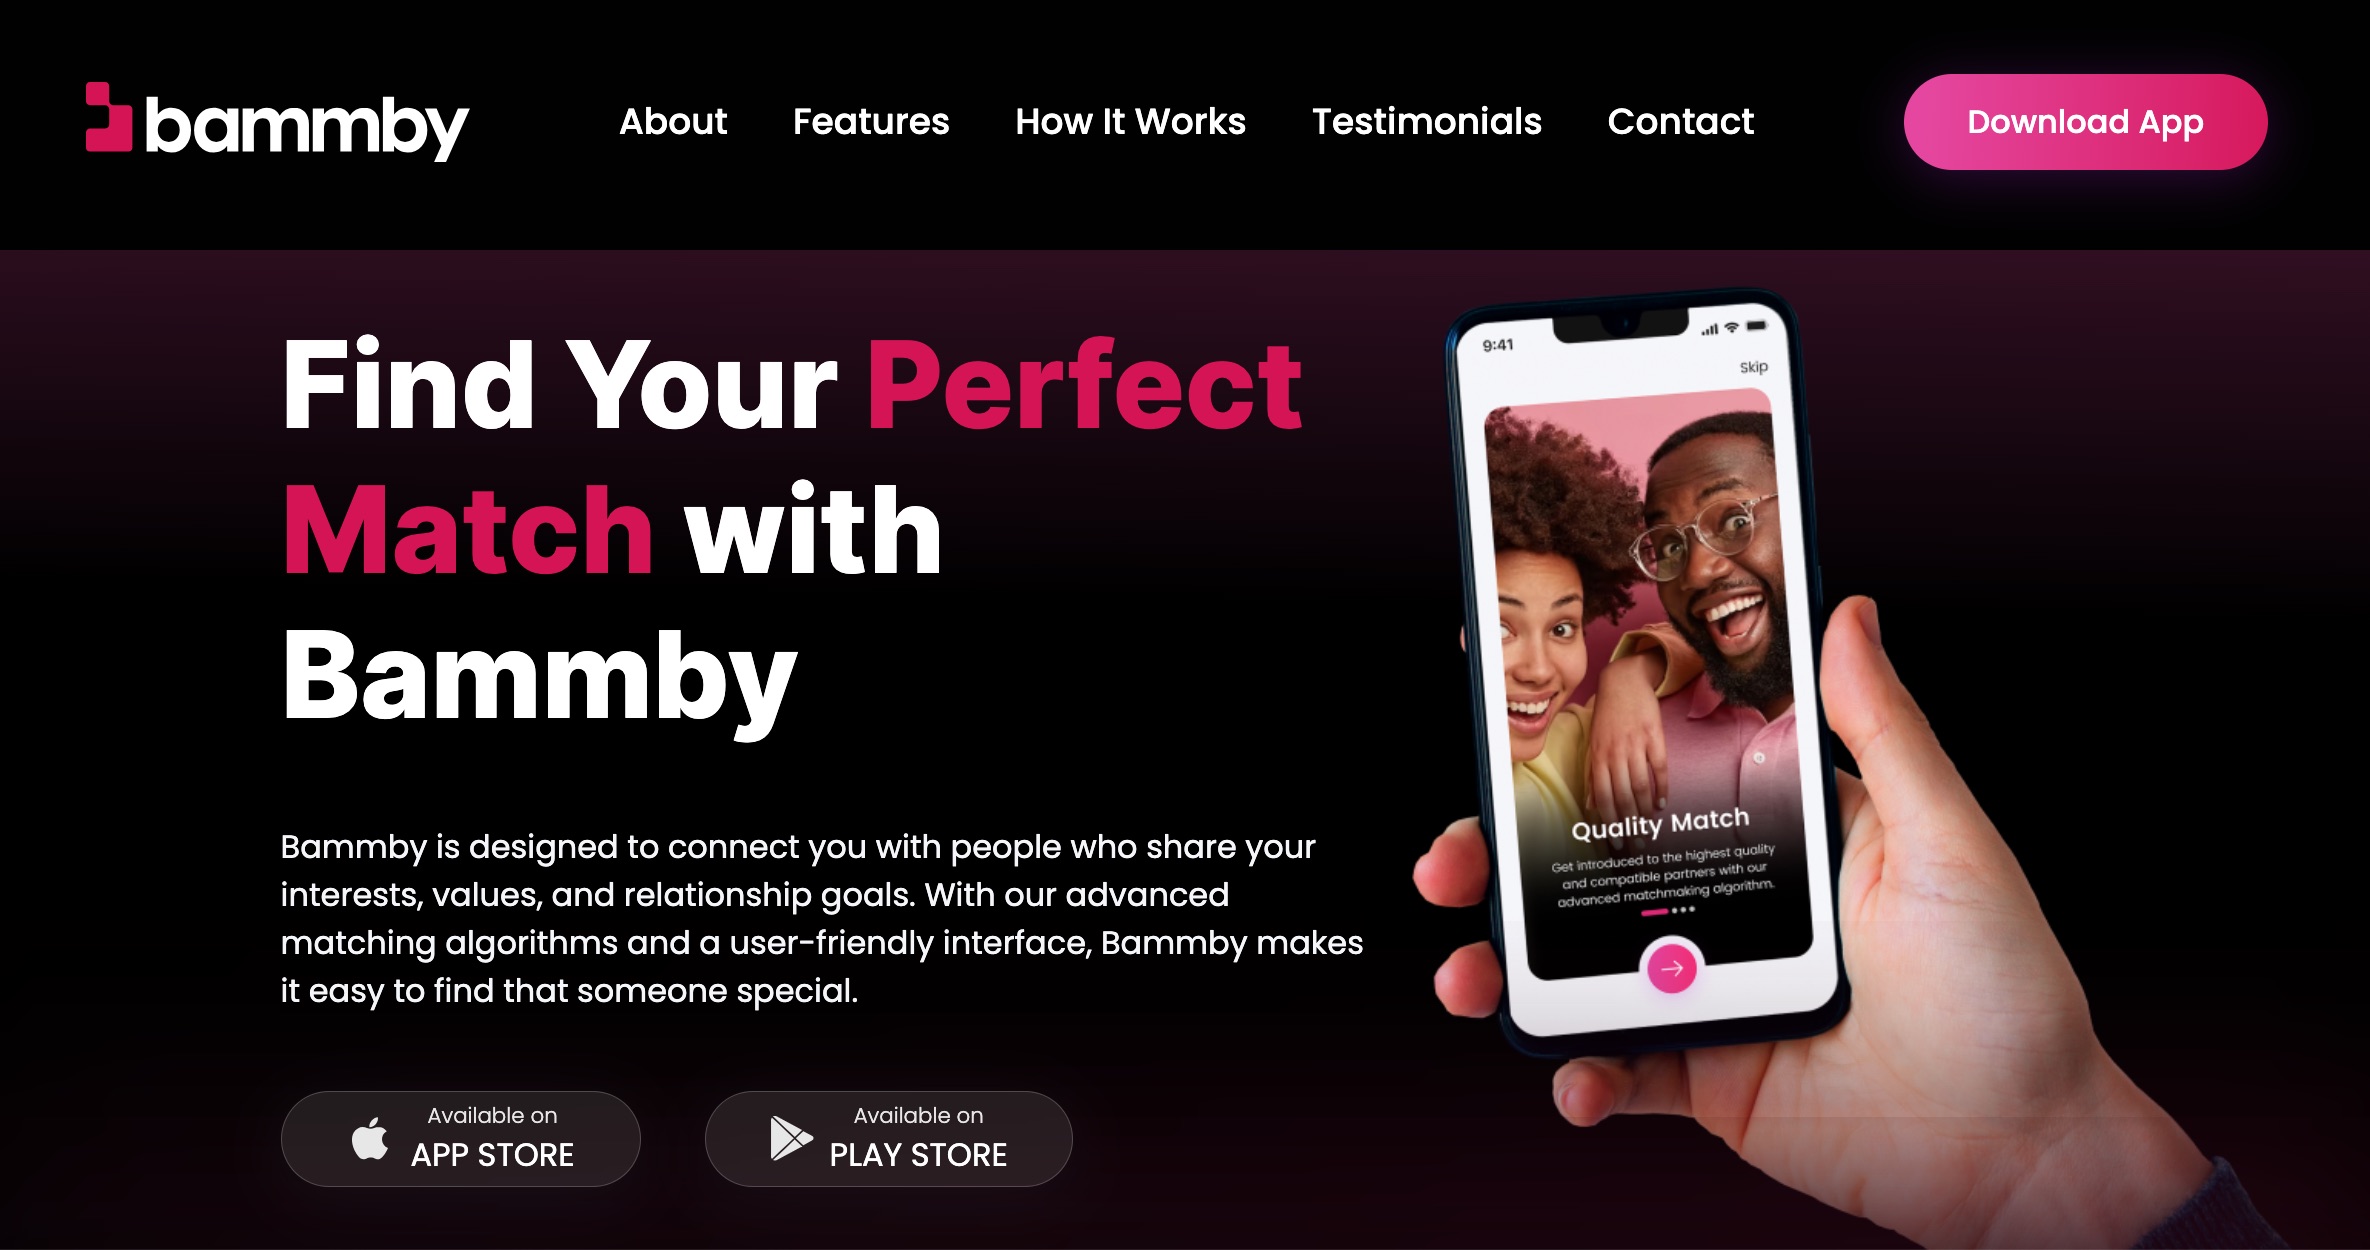 bammby
About
Features
How It Works
Testimonials
Contact
Download App
Find Your Perfect
Match with
Bammby
Bammby is designed to connect you with people who share your
interests, values, and relationship goals. With our advanced
matching algorithms and a user-friendly interface, Bammby makes
it easy to find that someone special.
Available on
APP STORE
Available on
PLAY STORE
9:41
Skip
Quality Match
Get introduced to the highest quality
and compatible partners with our
advanced matchmaking algorithm.